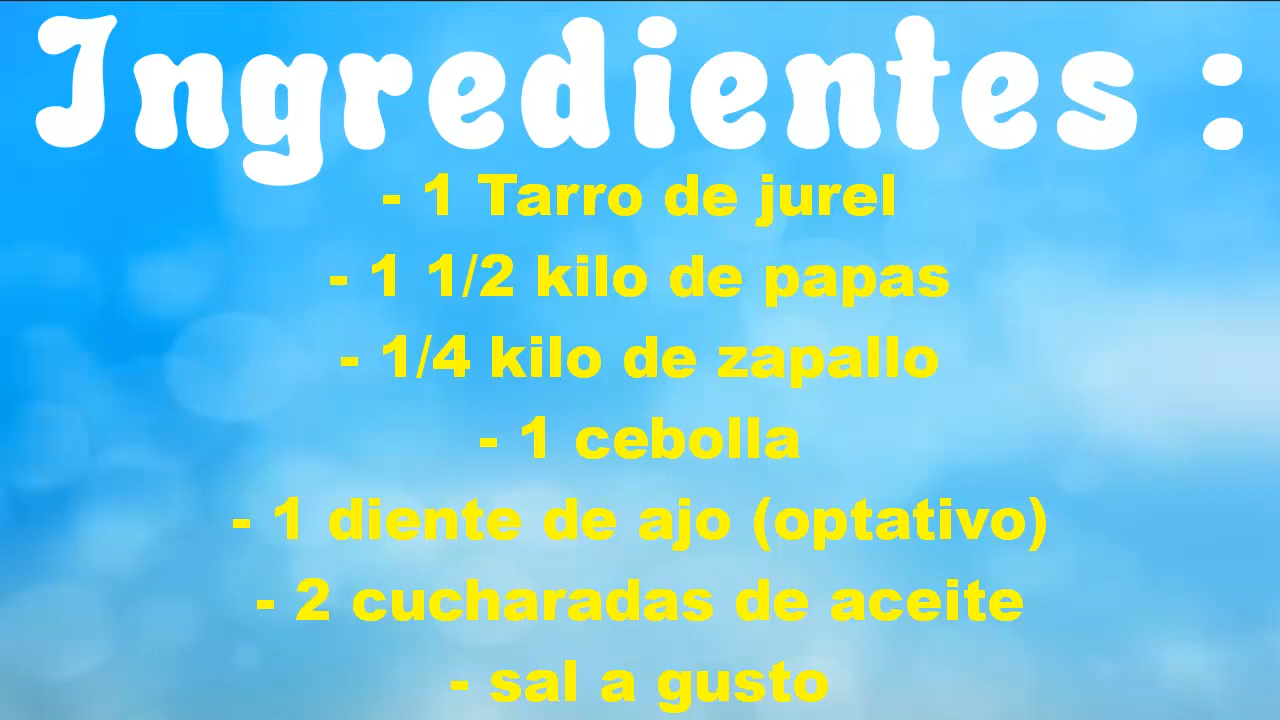 Ingredientes :
- 1 Tarro de jurel
- 1 1/2 kilo de papas
- 1/4 kilo de zapallo
- 1 cebolla
- 1 diente de ajo (optativo)
- 2 cucharadas de aceite
- sal a gusto